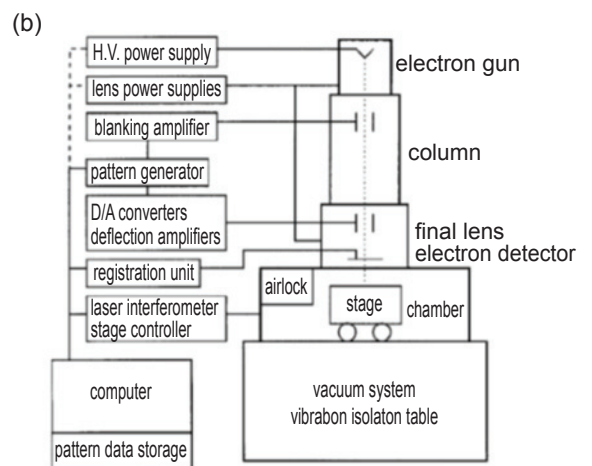 (b)
H.V. power supply
electron gun
lens power supplies
blanking amplifier
column
pattern generator
D/A converters
deflection amplifiers
final lens
electron detector
registration unit
airlock
laser interferometer
stage controller
stage
chamber
computer
vacuum system
vibrabon isolaton table
pattern data storage